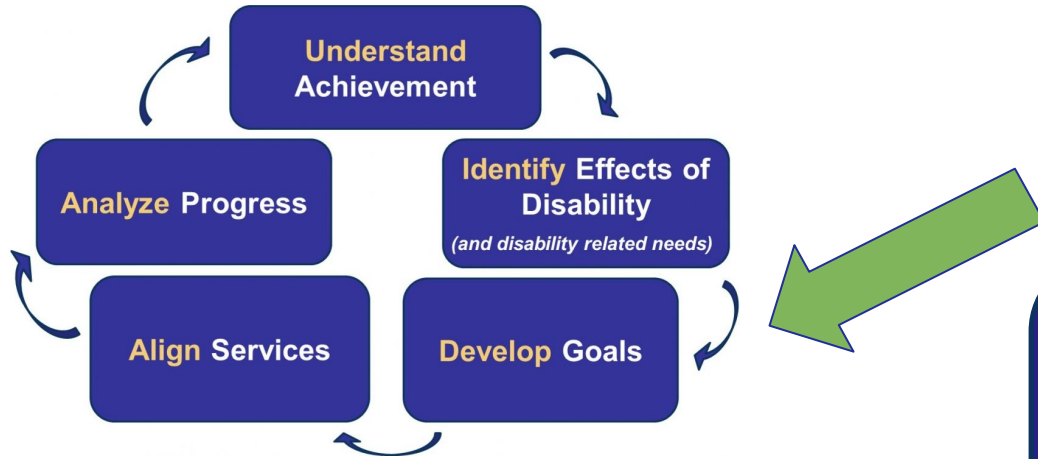 Understand
Achievement
Identify Effects of
Disability
(and disability related needs)
Develop Goals
Align Services
Analyze Progress